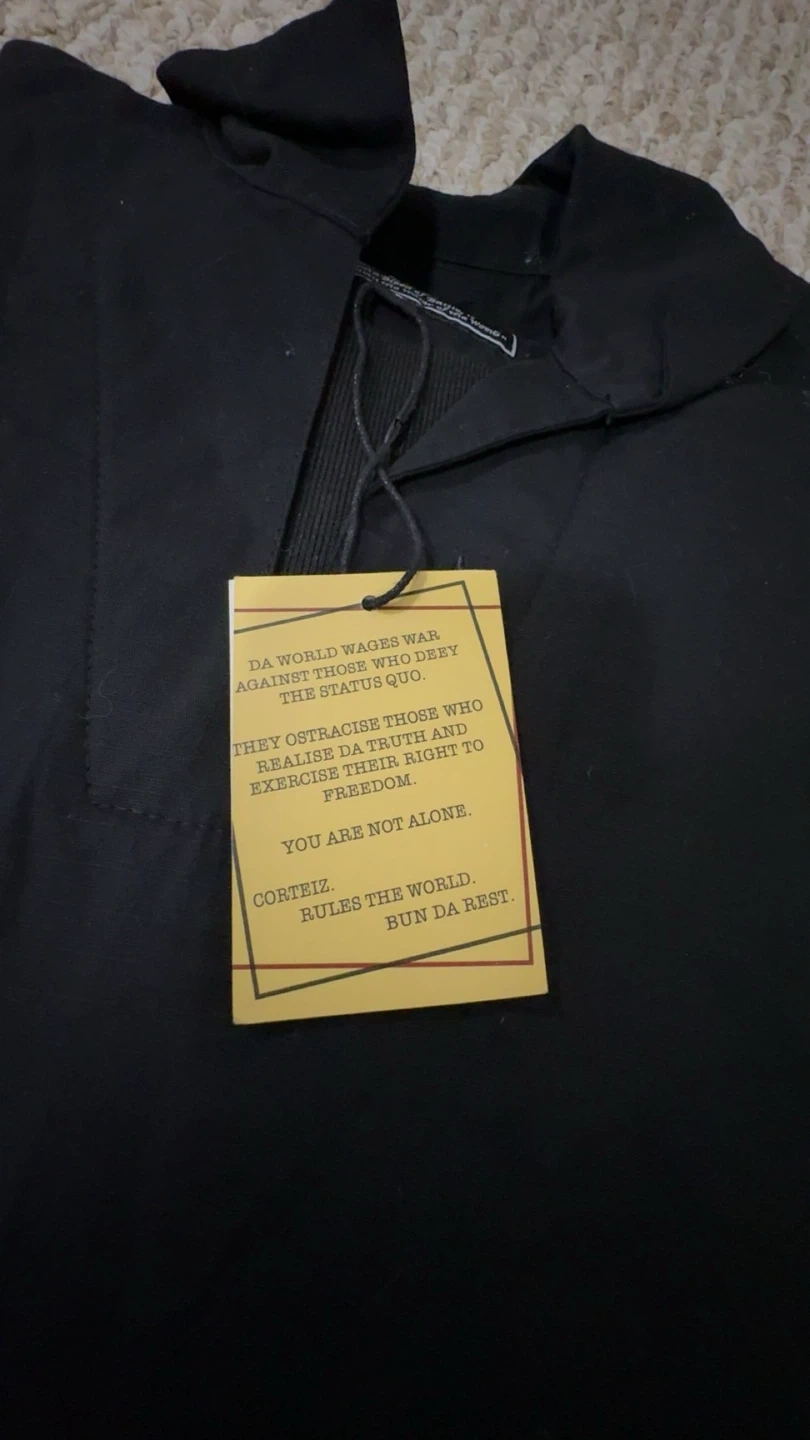 DA WORLD WAGES WAR
AGAINST THOSE WHO DEFY
THE STATUS QUO.
THEY OSTRACISE THOSE WHO
REALISE DA TRUTH AND
EXERCISE THEIR RIGHT TO
FREEDOM.
YOU ARE NOT ALONE.
CORTEIZ.
RULES THE WORLD.
BUN DA REST.